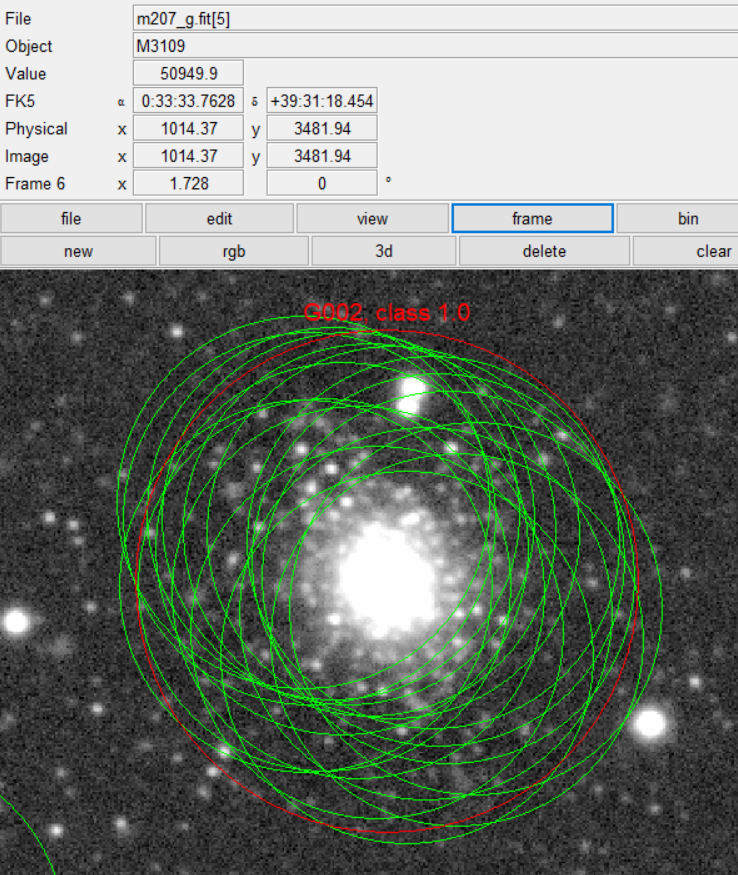 File m207_g.fit[5]
Object M3109
Value 50949.9
FK5 α 0:33:33.7628 δ +39:31:18.454
Physical x 1014.37 y 3481.94
Image x 1014.37 y 3481.94
Frame 6 x 1.728 0 °
file edit view frame bin
new rgb 3d delete clear
G002, class 1.0